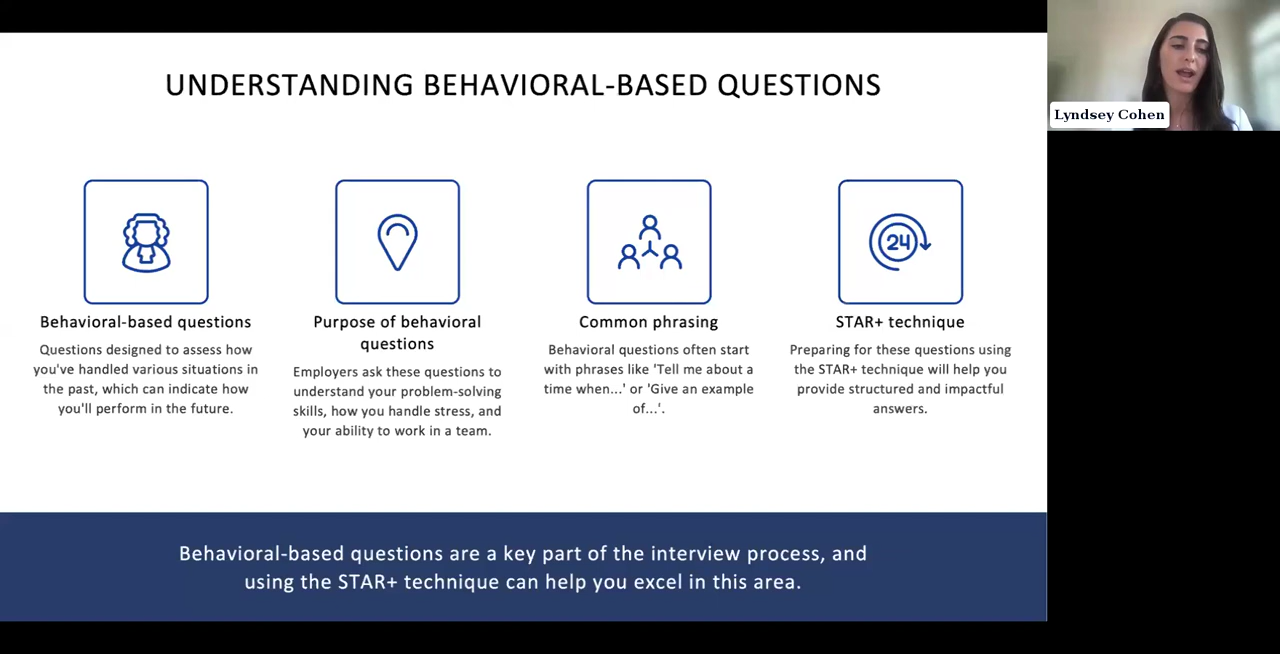 UNDERSTANDING BEHAVIORAL-BASED QUESTIONS
Lyndsey Cohen
24
Behavioral-based questions
Questions designed to assess how
you've handled various situations in
the past, which can indicate how
you'll perform in the future.
Purpose of behavioral
questions
Employers ask these questions to
understand your problem-solving
skills, how you handle stress, and
your ability to work in a team.
Common phrasing
Behavioral questions often start
with phrases like 'Tell me about a
time when...' or 'Give an example
of...'.
STAR+ technique
Preparing for these questions using
the STAR+ technique will help you
provide structured and impactful
answers.
Behavioral-based questions are a key part of the interview process, and
using the STAR+ technique can help you excel in this area.